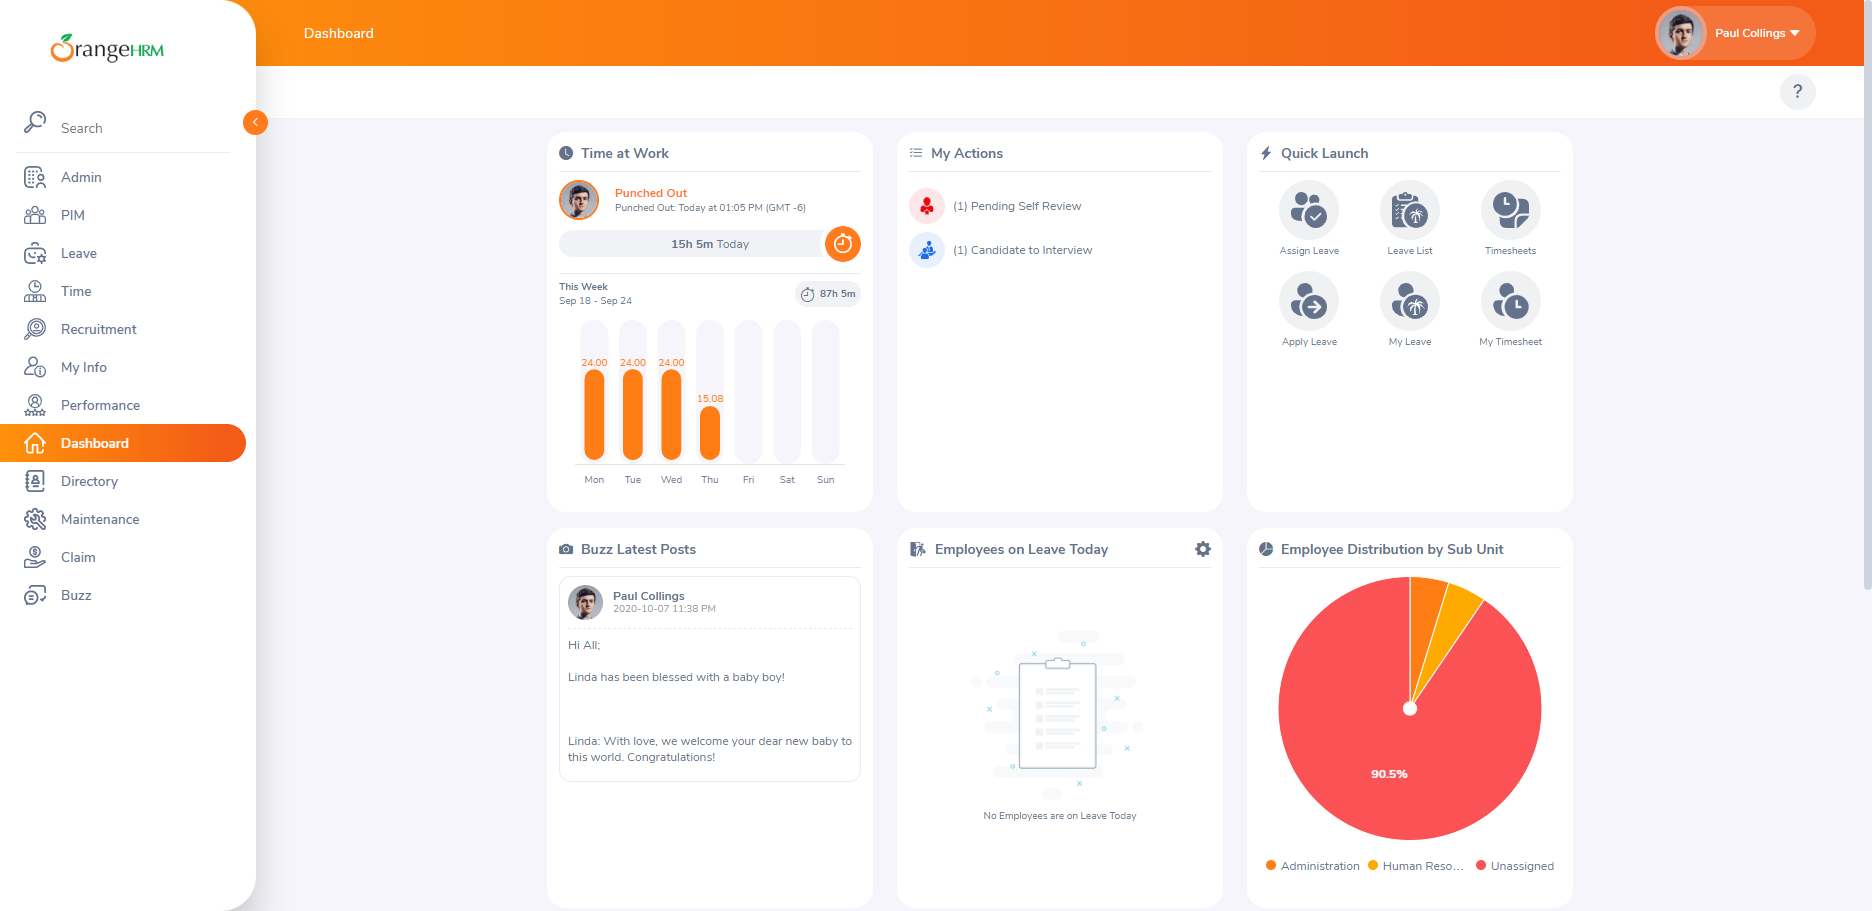 OrangeHRM
Search
Admin
PIM
Leave
Time
Recruitment
My Info
Performance
Dashboard
Directory
Maintenance
Claim
Buzz
Dashboard
Paul Collings
?
Time at Work
Punched Out
Punched Out: Today at 01:05 PM (GMT -6)
15h 5m Today
This Week
Sep 18 - Sep 24
87h 5m
24.00 24.00 24.00
15.08
Mon Tue Wed Thu Fri Sat Sun
My Actions
(1) Pending Self Review
(1) Candidate to Interview
Quick Launch
Assign Leave Leave List Timesheets
Apply Leave My Leave My Timesheet
Buzz Latest Posts
Paul Collings
2020-10-07 11:38 PM
Hi All;
Linda has been blessed with a baby boy!
Linda: With love, we welcome your dear new baby to
this world. Congratulations!
Employees on Leave Today
No Employees are on Leave Today
Employee Distribution by Sub Unit
90.5%
Administration Human Reso... Unassigned